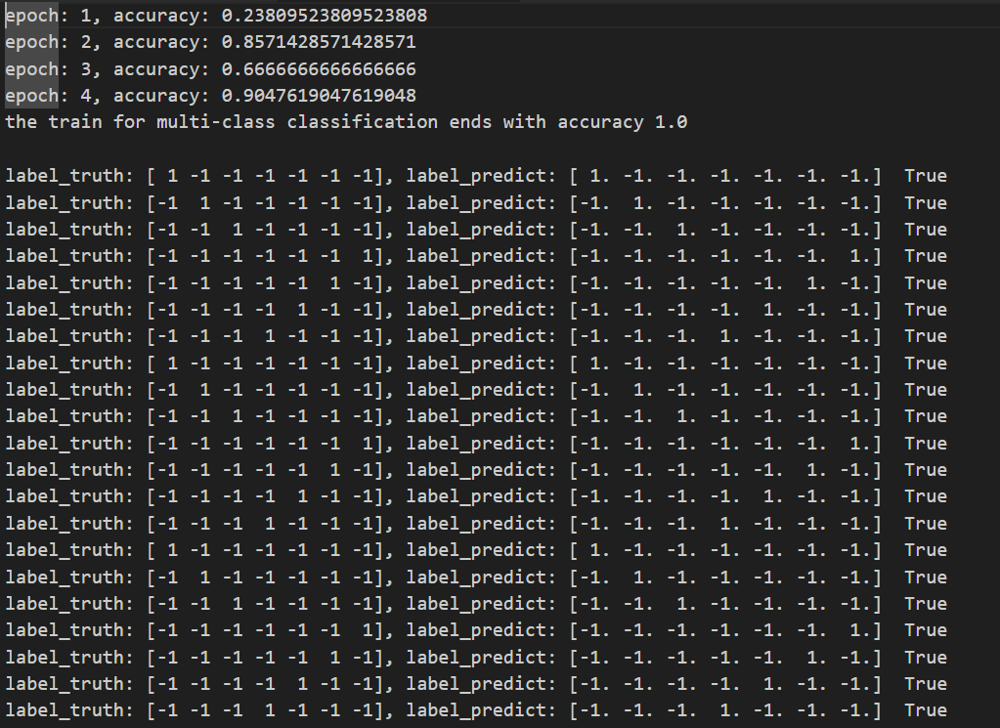 epoch: 1, accuracy: 0.23809523809523808
epoch: 2, accuracy: 0.8571428571428571
epoch: 3, accuracy: 0.6666666666666666
epoch: 4, accuracy: 0.9047619047619048
the train for multi-class classification ends with accuracy 1.0
label_truth: [ 1 -1 -1 -1 -1 -1 -1], label_predict: [ 1. -1. -1. -1. -1. -1. -1.]  True
label_truth: [-1  1 -1 -1 -1 -1 -1], label_predict: [-1.  1. -1. -1. -1. -1. -1.]  True
label_truth: [-1 -1  1 -1 -1 -1 -1], label_predict: [-1. -1.  1. -1. -1. -1. -1.]  True
label_truth: [-1 -1 -1 -1 -1 -1  1], label_predict: [-1. -1. -1. -1. -1. -1.  1.]  True
label_truth: [-1 -1 -1 -1 -1  1 -1], label_predict: [-1. -1. -1. -1. -1.  1. -1.]  True
label_truth: [-1 -1 -1 -1  1 -1 -1], label_predict: [-1. -1. -1. -1.  1. -1. -1.]  True
label_truth: [-1 -1 -1  1 -1 -1 -1], label_predict: [-1. -1. -1.  1. -1. -1. -1.]  True
label_truth: [ 1 -1 -1 -1 -1 -1 -1], label_predict: [ 1. -1. -1. -1. -1. -1. -1.]  True
label_truth: [-1  1 -1 -1 -1 -1 -1], label_predict: [-1.  1. -1. -1. -1. -1. -1.]  True
label_truth: [-1 -1  1 -1 -1 -1 -1], label_predict: [-1. -1.  1. -1. -1. -1. -1.]  True
label_truth: [-1 -1 -1 -1 -1 -1  1], label_predict: [-1. -1. -1. -1. -1. -1.  1.]  True
label_truth: [-1 -1 -1 -1 -1  1 -1], label_predict: [-1. -1. -1. -1. -1.  1. -1.]  True
label_truth: [-1 -1 -1 -1  1 -1 -1], label_predict: [-1. -1. -1. -1.  1. -1. -1.]  True
label_truth: [-1 -1 -1  1 -1 -1 -1], label_predict: [-1. -1. -1.  1. -1. -1. -1.]  True
label_truth: [ 1 -1 -1 -1 -1 -1 -1], label_predict: [ 1. -1. -1. -1. -1. -1. -1.]  True
label_truth: [-1  1 -1 -1 -1 -1 -1], label_predict: [-1.  1. -1. -1. -1. -1. -1.]  True
label_truth: [-1 -1  1 -1 -1 -1 -1], label_predict: [-1. -1.  1. -1. -1. -1. -1.]  True
label_truth: [-1 -1 -1 -1 -1 -1  1], label_predict: [-1. -1. -1. -1. -1. -1.  1.]  True
label_truth: [-1 -1 -1 -1 -1  1 -1], label_predict: [-1. -1. -1. -1. -1.  1. -1.]  True
label_truth: [-1 -1 -1 -1  1 -1 -1], label_predict: [-1. -1. -1. -1.  1. -1. -1.]  True
label_truth: [-1 -1 -1  1 -1 -1 -1], label_predict: [-1. -1. -1.  1. -1. -1. -1.]  True